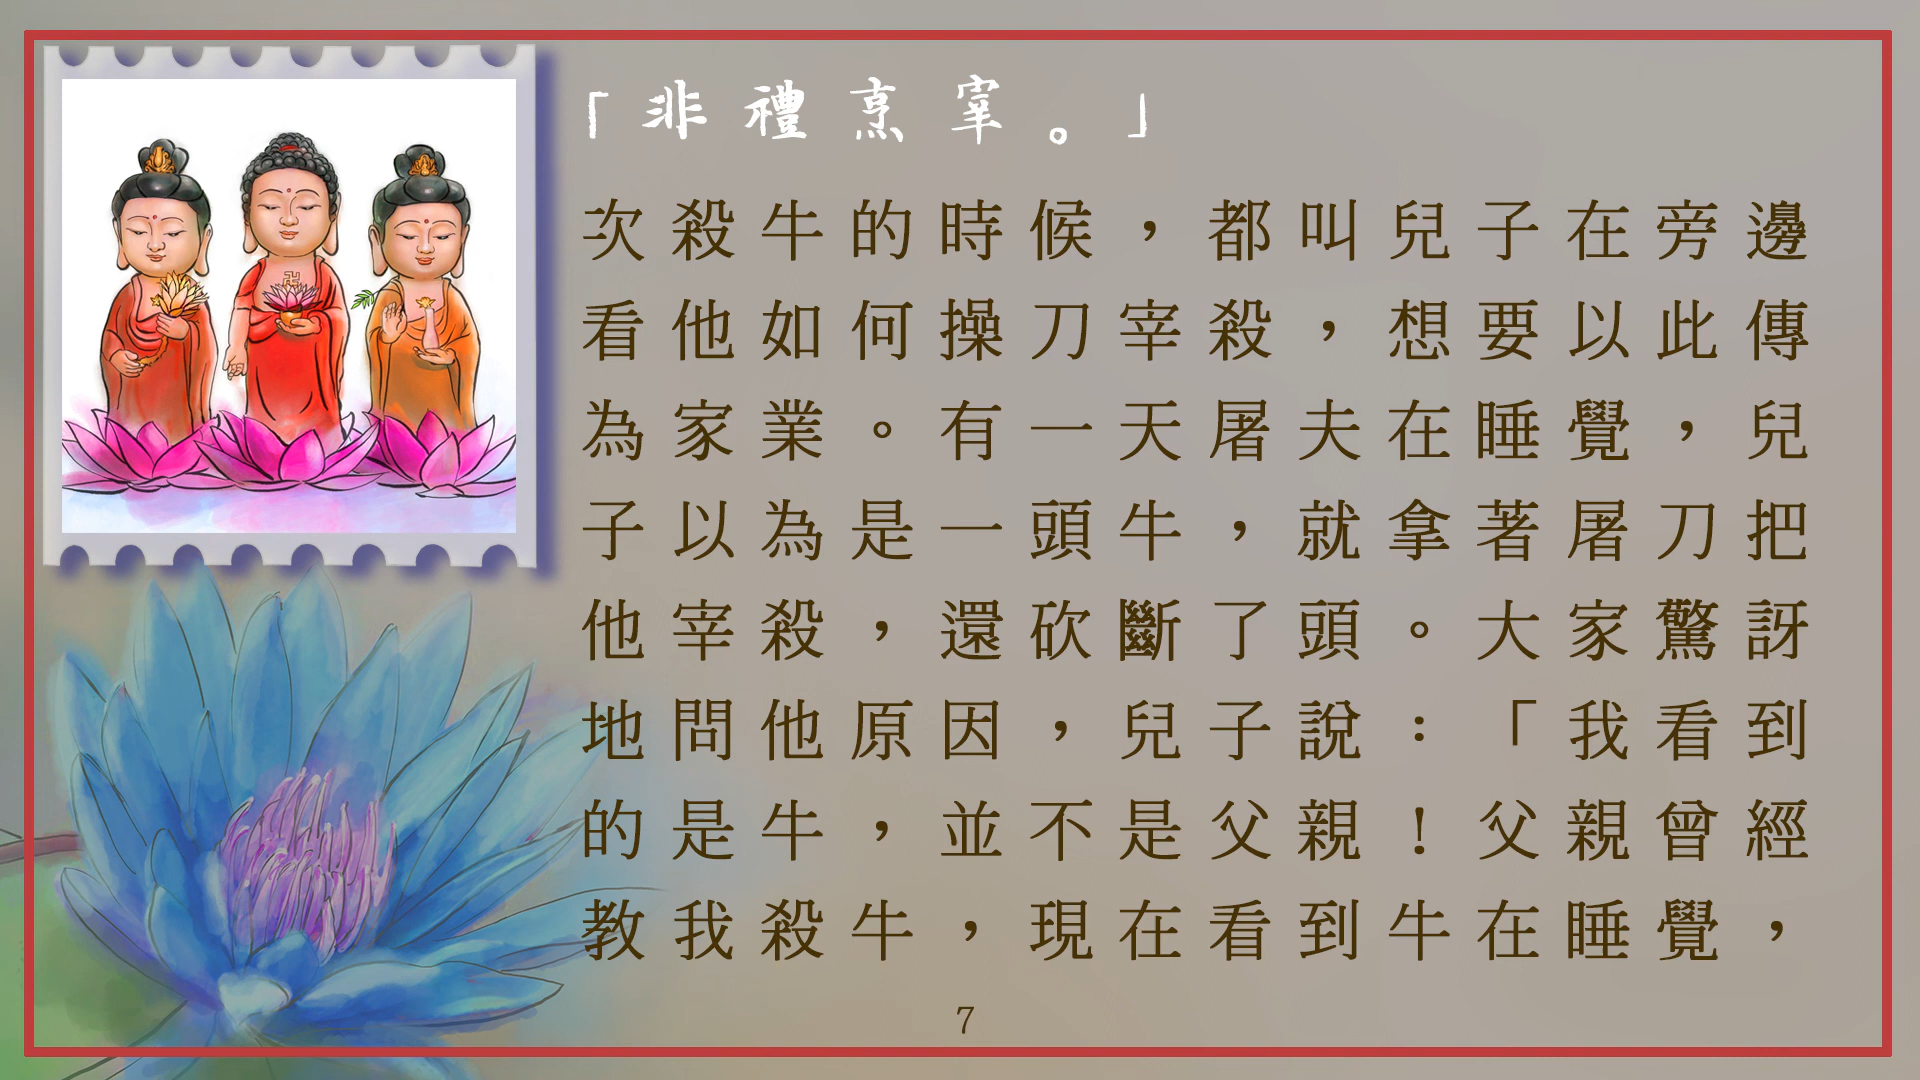 「非禮烹宰。」
次殺牛的時候，都叫兒子在旁邊
看他如何操刀宰殺，想要以此傳
為家業。有一天屠夫在睡覺，兒
子以為是一頭牛，就拿著屠刀把
他宰殺，還砍斷了頭。大家驚訝
地問他原因，兒子說：「我看到
的是牛，並不是父親！父親曾經
教我殺牛，現在看到牛在睡覺，
7